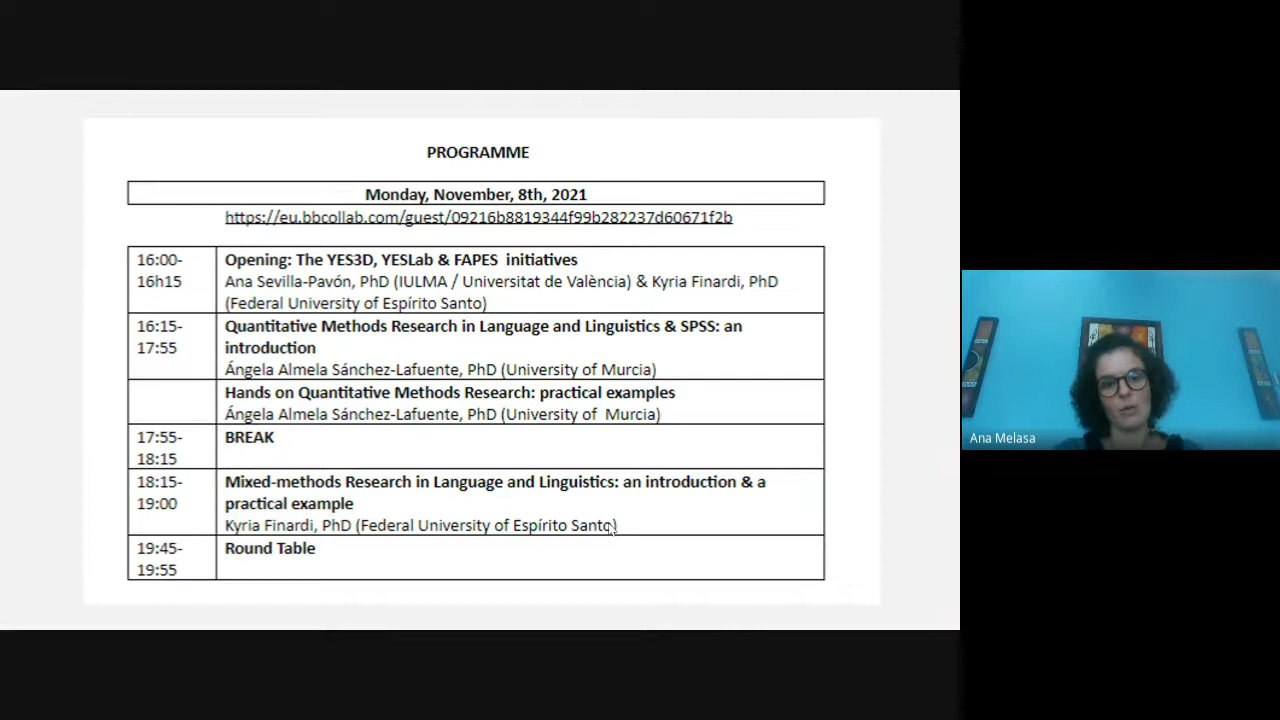 PROGRAMME
Monday, November, 8th, 2021
https://eu.bbcollab.com/guest/09216b8819344f99b282237d60671f2b
16:00-
16h15
Opening: The YES3D, YESLab & FAPES initiatives
Ana Sevilla-Pavón, PhD (IULMA / Universitat de València) & Kyria Finardi, PhD
(Federal University of Espírito Santo)
16:15-
17:55
Quantitative Methods Research in Language and Linguistics & SPSS: an
introduction
Ángela Almela Sánchez-Lafuente, PhD (University of Murcia)
Hands on Quantitative Methods Research: practical examples
Ángela Almela Sánchez-Lafuente, PhD (University of Murcia)
17:55-
18:15
BREAK
18:15-
19:00
Mixed-methods Research in Language and Linguistics: an introduction & a
practical example
Kyria Finardi, PhD (Federal University of Espírito Santo)
19:45-
19:55
Round Table
Ana Melasa